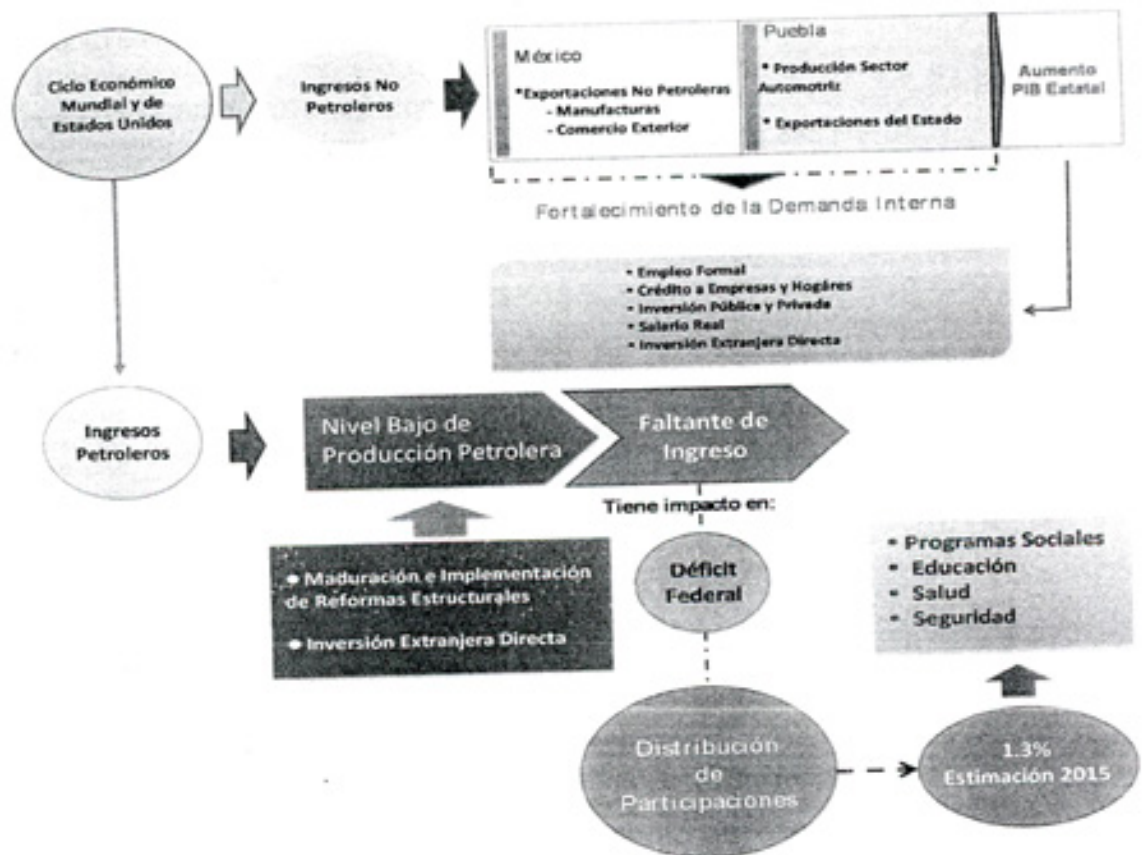 Ciclo Económico
Mundial y de
Estados Unidos
Ingresos No
Petroleros
México
*Exportaciones No Petroleras
- Manufacturas
- Comercio Exterior
Puebla
* Producción Sector
Automotriz
* Exportaciones del Estado
Aumento
PIB Estatal
Fortalecimiento de la Demanda Interna
• Empleo Formal
• Crédito a Empresas y Hogáres
• Inversión Pública y Privada
• Salario Real
• Inversión Extranjera Directa
Ingresos
Petroleros
Nivel Bajo de
Producción Petrolera
Faltante de
Ingreso
Tiene impacto en:
• Maduración e Implementación
de Reformas Estructurales
• Inversión Extranjera Directa
Déficit
Federal
• Programas Sociales
• Educación
• Salud
• Seguridad
Distribución
de
Participaciones
1.3%
Estimación 2015